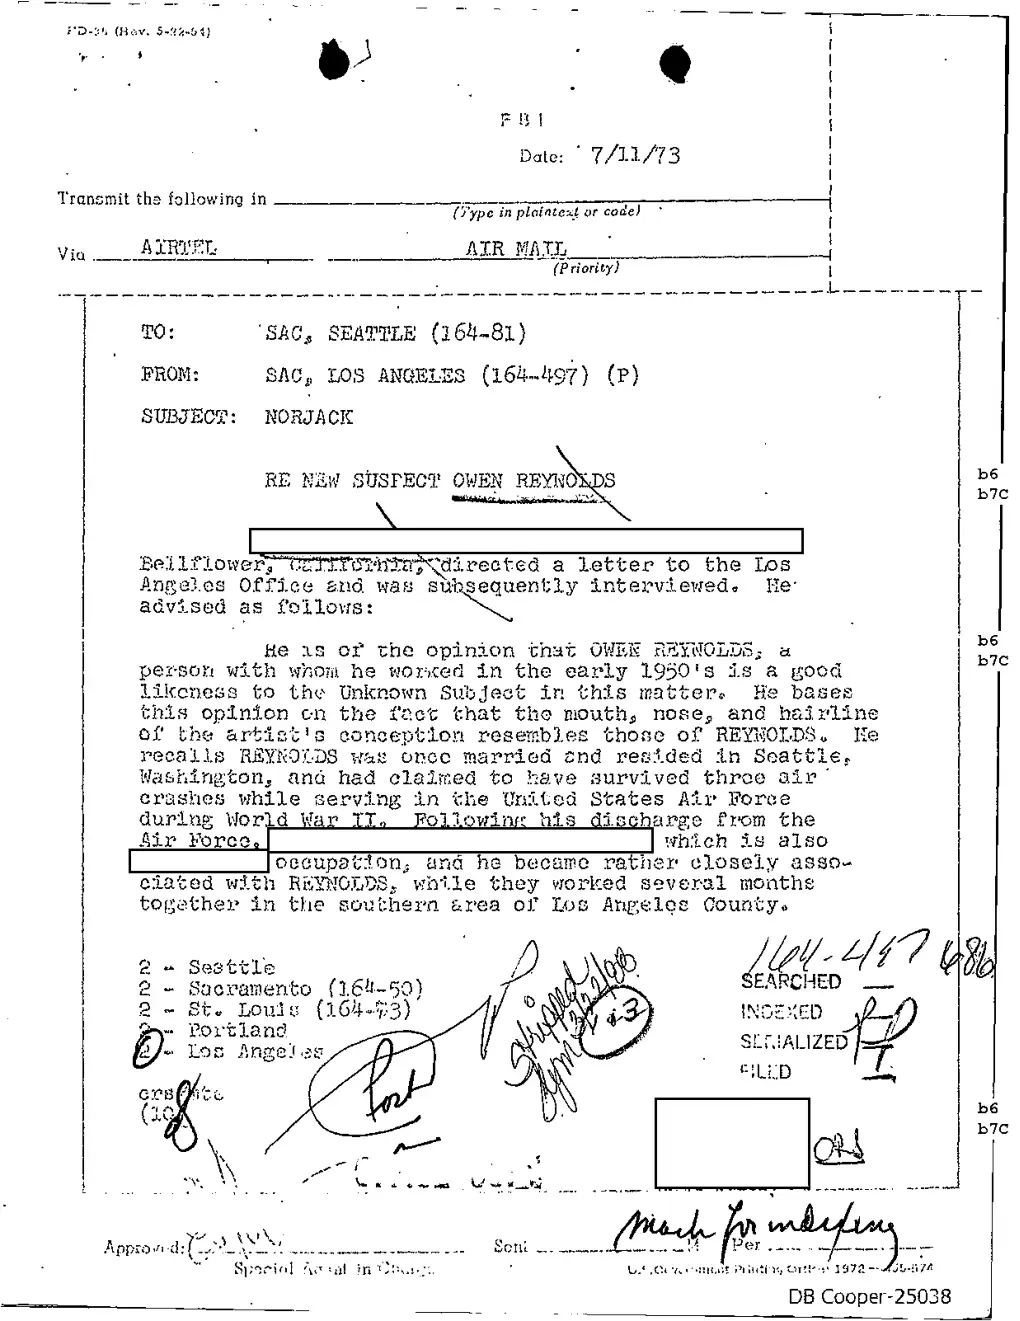 FD-36 (Rev. 5-22-64)
FBI
Date: 7/11/73
Transmit the following in
(Type in plaintext or code)
Via AIRTEL AIR MAIL
(Priority)
TO: SAC, SEATTLE (164-81)
FROM: SAC, LOS ANGELES (164-497) (P)
SUBJECT: NORJACK
RE NEW SUSPECT OWEN REYNOLDS
b6
b7C
Bellflower, California, directed a letter to the Los
Angeles Office and was subsequently interviewed. He
advised as follows:
He is of the opinion that OWEN REYNOLDS, a
b6
person with whom he worked in the early 1950's is a good
b7C
likeness to the Unknown Subject in this matter. He bases
this opinion on the fact that the mouth, nose, and hairline
of the artist's conception resembles those of REYNOLDS. He
recalls REYNOLDS was once married and resided in Seattle,
Washington, and had claimed to have survived three air
crashes while serving in the United States Air Force
during World War II. Following his discharge from the
Air Force, which is also
occupation, and he became rather closely asso-
ciated with REYNOLDS, while they worked several months
together in the southern area of Los Angeles County.
164-497 686
2 - Seattle
SEARCHED
2 - Sacramento (164-50)
2 - St. Louis (164-73)
INDEXED
2 - Portland
SERIALIZED
2 - Los Angeles
FILED
Stripped
b6
b7C
Approved: Sent M Per
Special Agent in Charge
mach for indexing
U.S. Government Printing Office: 1972
DB Cooper-25038